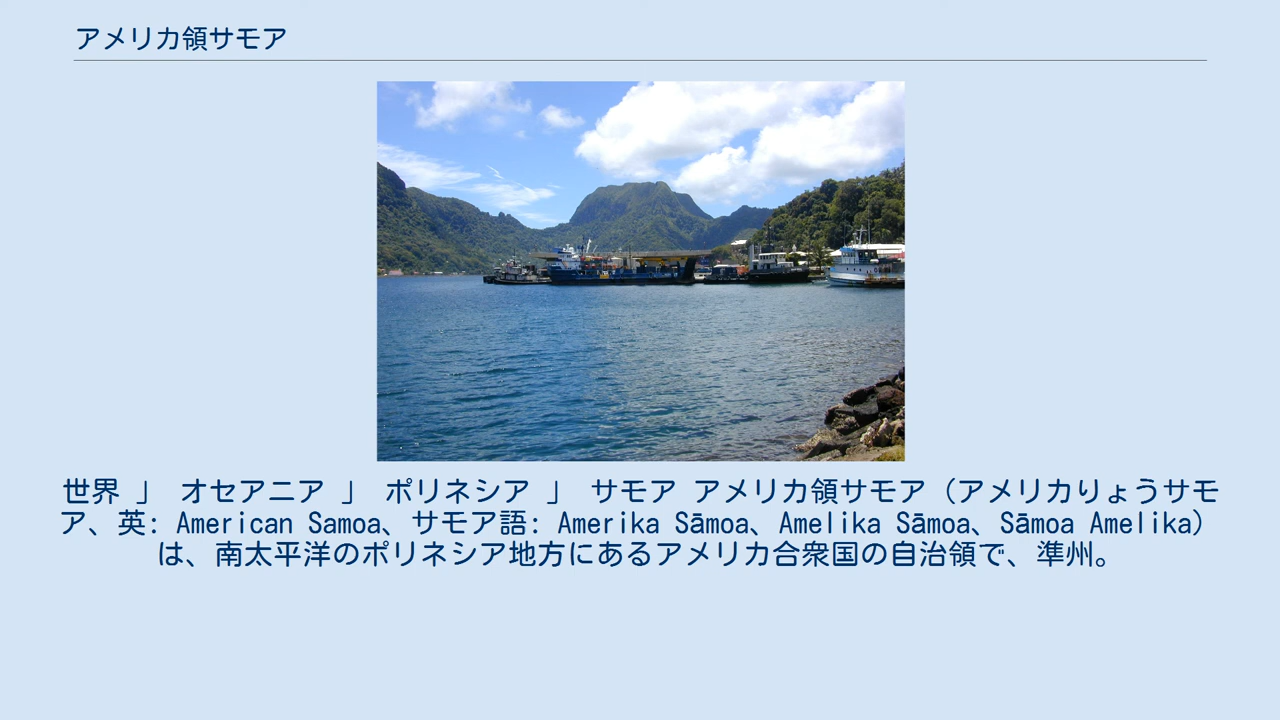 アメリカ領サモア
世界 」 オセアニア 」 ポリネシア 」 サモア アメリカ領サモア（アメリカりょうサモ
ア、英: American Samoa、サモア語: Amerika Sāmoa、Amelika Sāmoa、Sāmoa Amelika）
は、南太平洋のポリネシア地方にあるアメリカ合衆国の自治領で、準州。